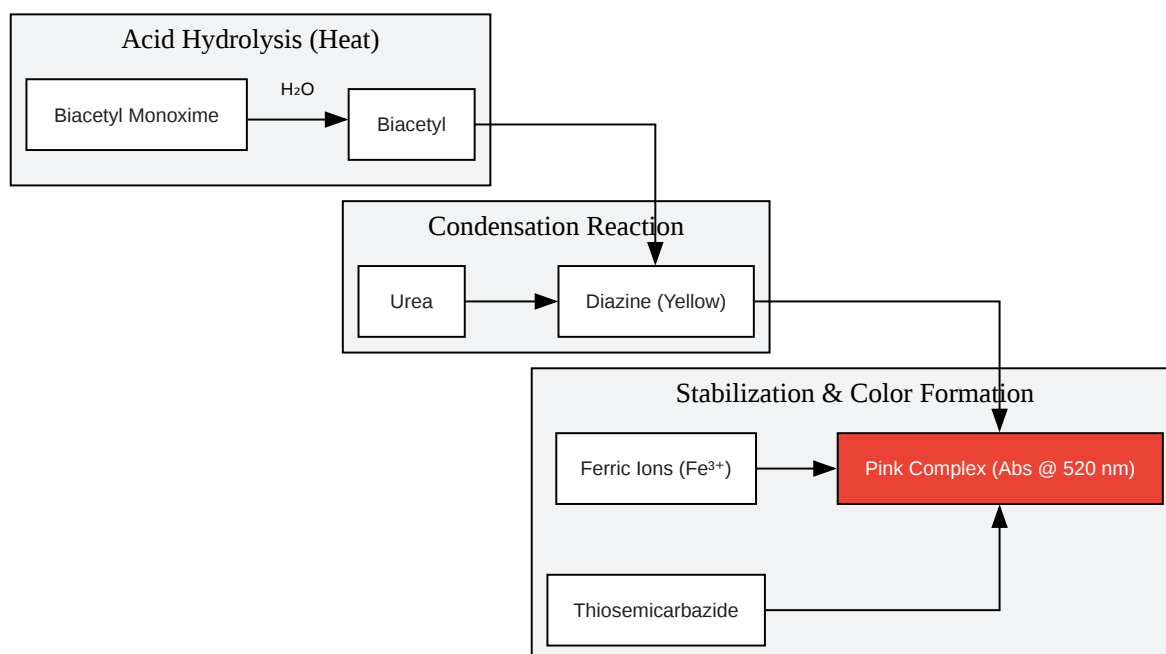 Acid Hydrolysis (Heat)
Biacetyl Monoxime
H₂O
Biacetyl
Condensation Reaction
Urea
Diazine (Yellow)
Stabilization & Color Formation
Ferric Ions (Fe³⁺)
Pink Complex (Abs @ 520 nm)
Thiosemicarbazide